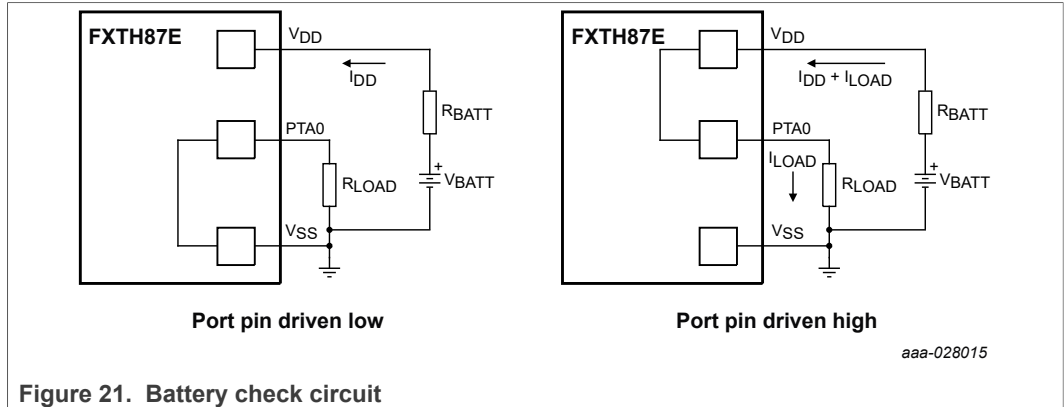 FXTH87E
VDD
IDD
RBATT
PTA0
RLOAD
+
VBATT
VSS
Port pin driven low
FXTH87E
VDD
IDD + ILOAD
RBATT
PTA0
ILOAD
RLOAD
+
VBATT
VSS
Port pin driven high
aaa-028015
Figure 21. Battery check circuit